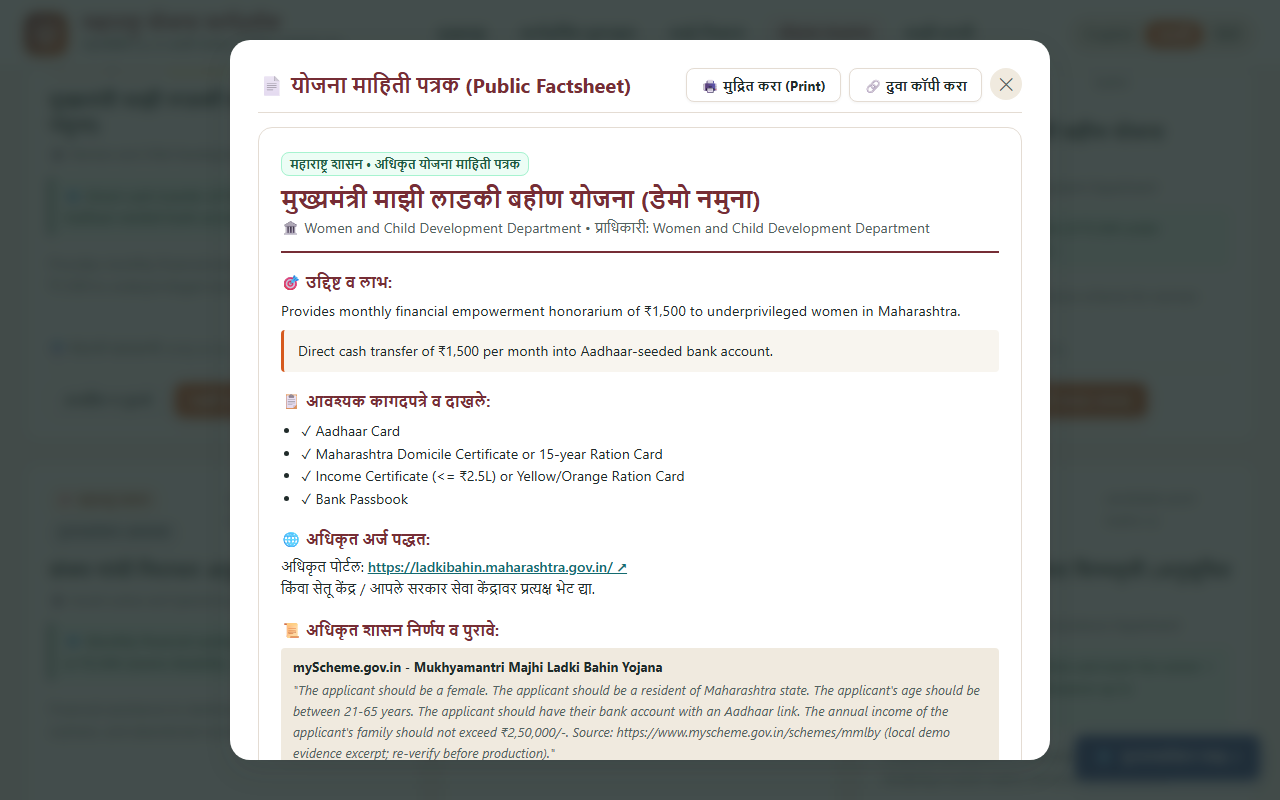 योजना माहिती पत्रक (Public Factsheet)
मुद्रित करा (Print)
दुवा कॉपी करा
महाराष्ट्र शासन • अधिकृत योजना माहिती पत्रक
मुख्यमंत्री माझी लाडकी बहीण योजना (डेमो नमुना)
Women and Child Development Department • प्राधिकारी: Women and Child Development Department
उद्दिष्ट व लाभ:
Provides monthly financial empowerment honorarium of ₹1,500 to underprivileged women in Maharashtra.
Direct cash transfer of ₹1,500 per month into Aadhaar-seeded bank account.
आवश्यक कागदपत्रे व दाखले:
• ✓ Aadhaar Card
• ✓ Maharashtra Domicile Certificate or 15-year Ration Card
• ✓ Income Certificate (<= ₹2.5L) or Yellow/Orange Ration Card
• ✓ Bank Passbook
अधिकृत अर्ज पद्धत:
अधिकृत पोर्टल: https://ladkibahin.maharashtra.gov.in/ ↗
किंवा सेतू केंद्र / आपले सरकार सेवा केंद्रावर प्रत्यक्ष भेट द्या.
अधिकृत शासन निर्णय व पुरावे:
myScheme.gov.in - Mukhyamantri Majhi Ladki Bahin Yojana
"The applicant should be a female. The applicant should be a resident of Maharashtra state. The applicant's age should be
between 21-65 years. The applicant should have their bank account with an Aadhaar link. The annual income of the
applicant's family should not exceed ₹2,50,000/-. Source: https://www.myscheme.gov.in/schemes/mmlby (local demo
evidence excerpt; re-verify before production)."